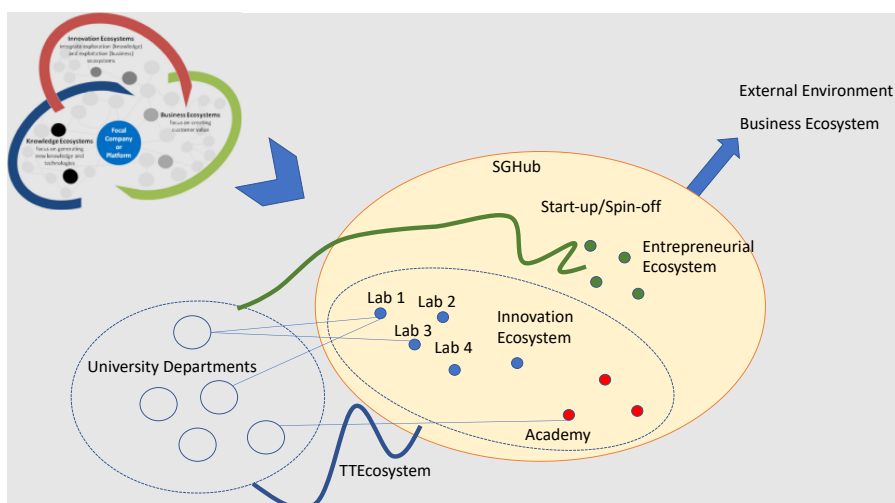 Innovation Ecosystems
integrate exploration (knowledge)
and exploitation (business)
ecosystems
Business Ecosystems
focus on creating
customer value
Knowledge Ecosystems
focus on generating
new knowledge and
technologies
Focal
Company
or
Platform
External Environment
Business Ecosystem
SGHub
Start-up/Spin-off
Entrepreneurial
Ecosystem
Lab 1
Lab 2
Lab 3
Lab 4
Innovation
Ecosystem
University Departments
Academy
TTEcosystem